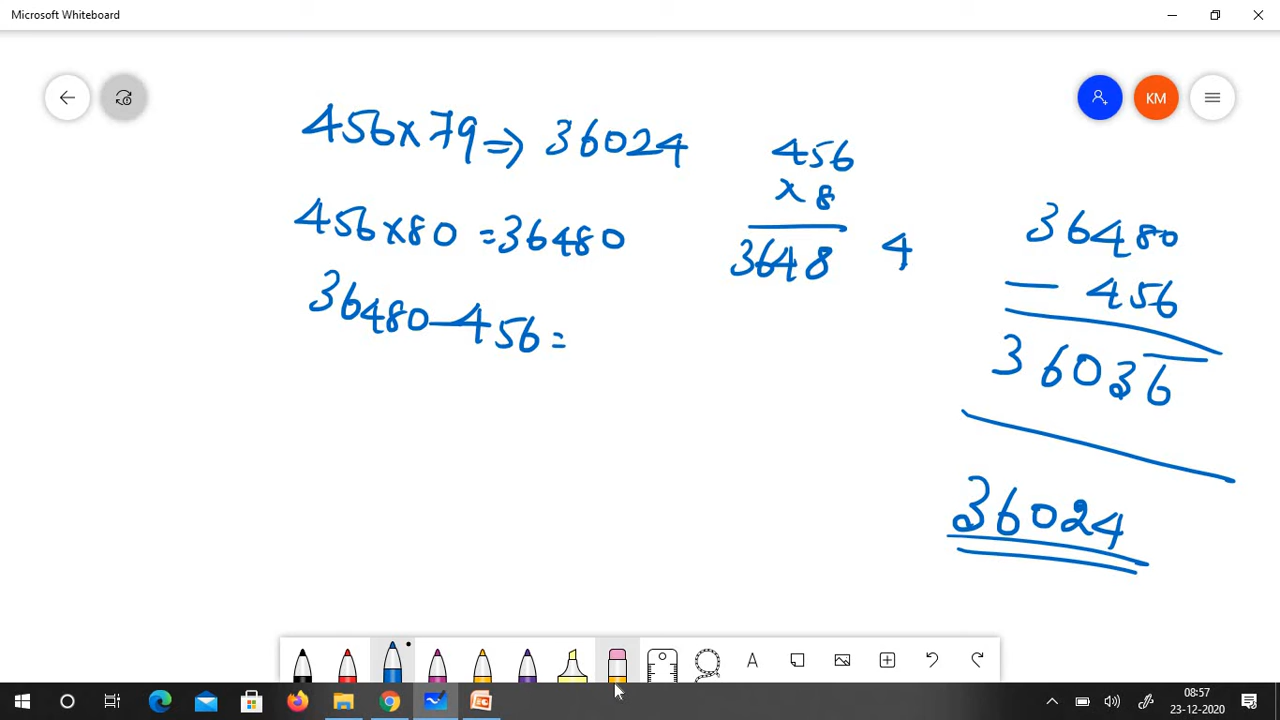 Microsoft Whiteboard
KM
456x79⇒36024
456x80=36480
36480-456=
456
x8
3648 4
36480
- 456
36036
36024
A
08:57
23-12-2020